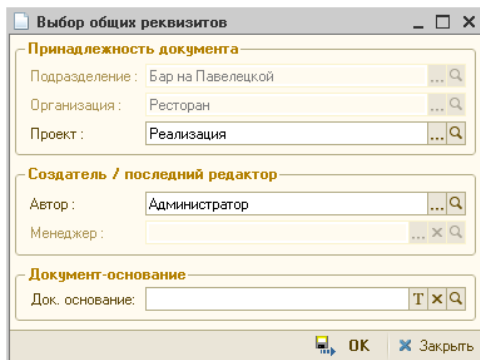 Выбор общих реквизитов
Принадлежность документа
Подразделение: Бар на Павелецкой ...
Организация: Ресторан ...
Проект: Реализация ...
Создатель / последний редактор
Автор: Администратор ...
Менеджер: ... ×
Документ-основание
Док. основание: T ×
OK Закрыть